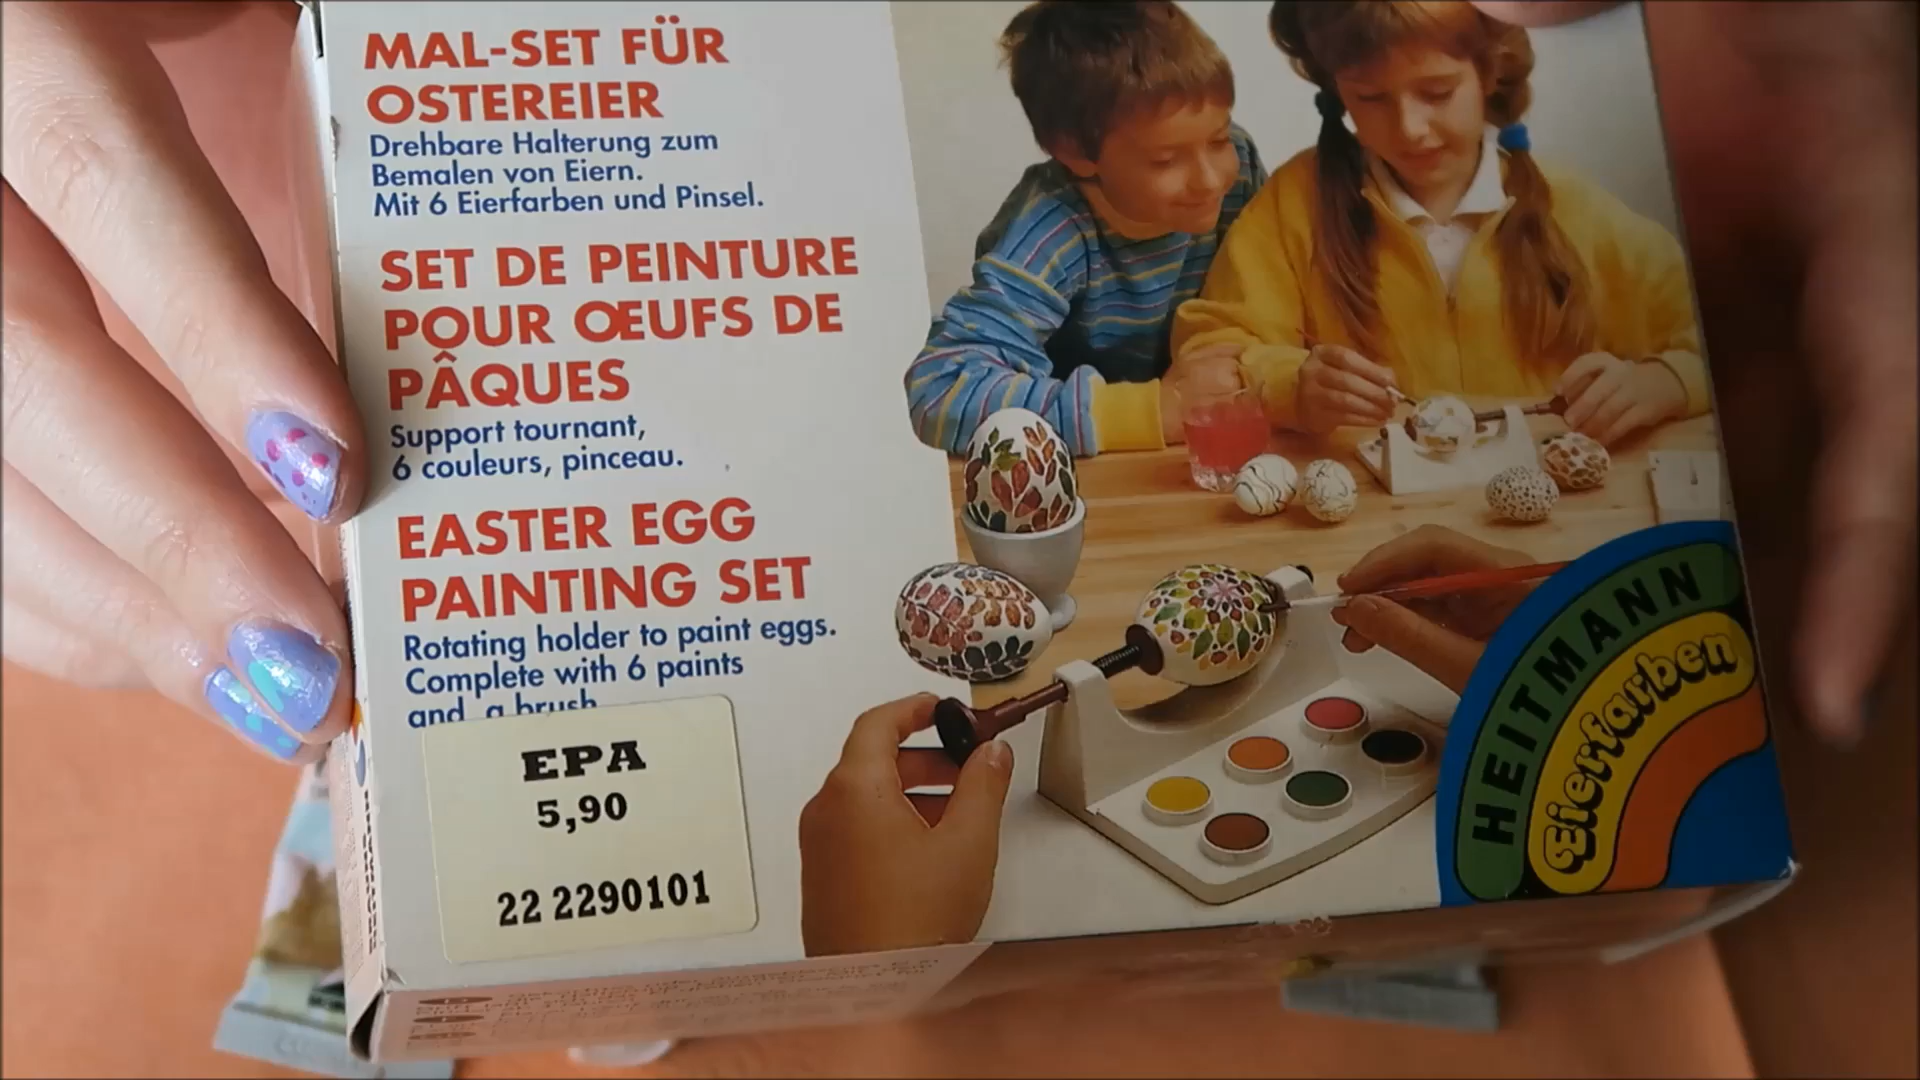 MAL-SET FÜR
OSTEREIER
Drehbare Halterung zum
Bemalen von Eiern.
Mit 6 Eierfarben und Pinsel.
SET DE PEINTURE
POUR ŒUFS DE
PÂQUES
Support tournant,
6 couleurs, pinceau.
EASTER EGG
PAINTING SET
Rotating holder to paint eggs.
Complete with 6 paints
and a brush
EPA
5,90
22 2290101
HEITMANN
Eierfarben